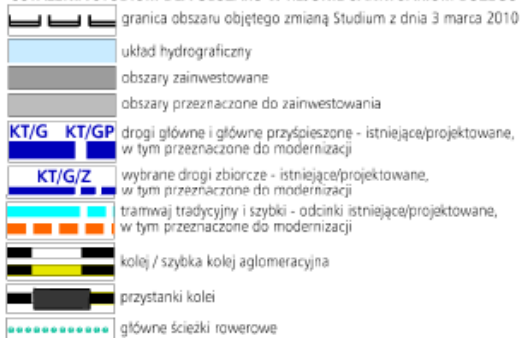 granica obszaru objętego zmianą Studium z dnia 3 marca 2010
układ hydrograficzny
obszary zainwestowane
obszary przeznaczone do zainwestowania
KT/G KT/GP drogi główne i główne przyśpieszone - istniejące/projektowane,
w tym przeznaczone do modernizacji
KT/G/Z wybrane drogi zbiorcze - istniejące/projektowane,
w tym przeznaczone do modernizacji
tramwaj tradycyjny i szybki - odcinki istniejące/projektowane,
w tym przeznaczone do modernizacji
kolej / szybka kolej aglomeracyjna
przystanki kolei
główne ścieżki rowerowe